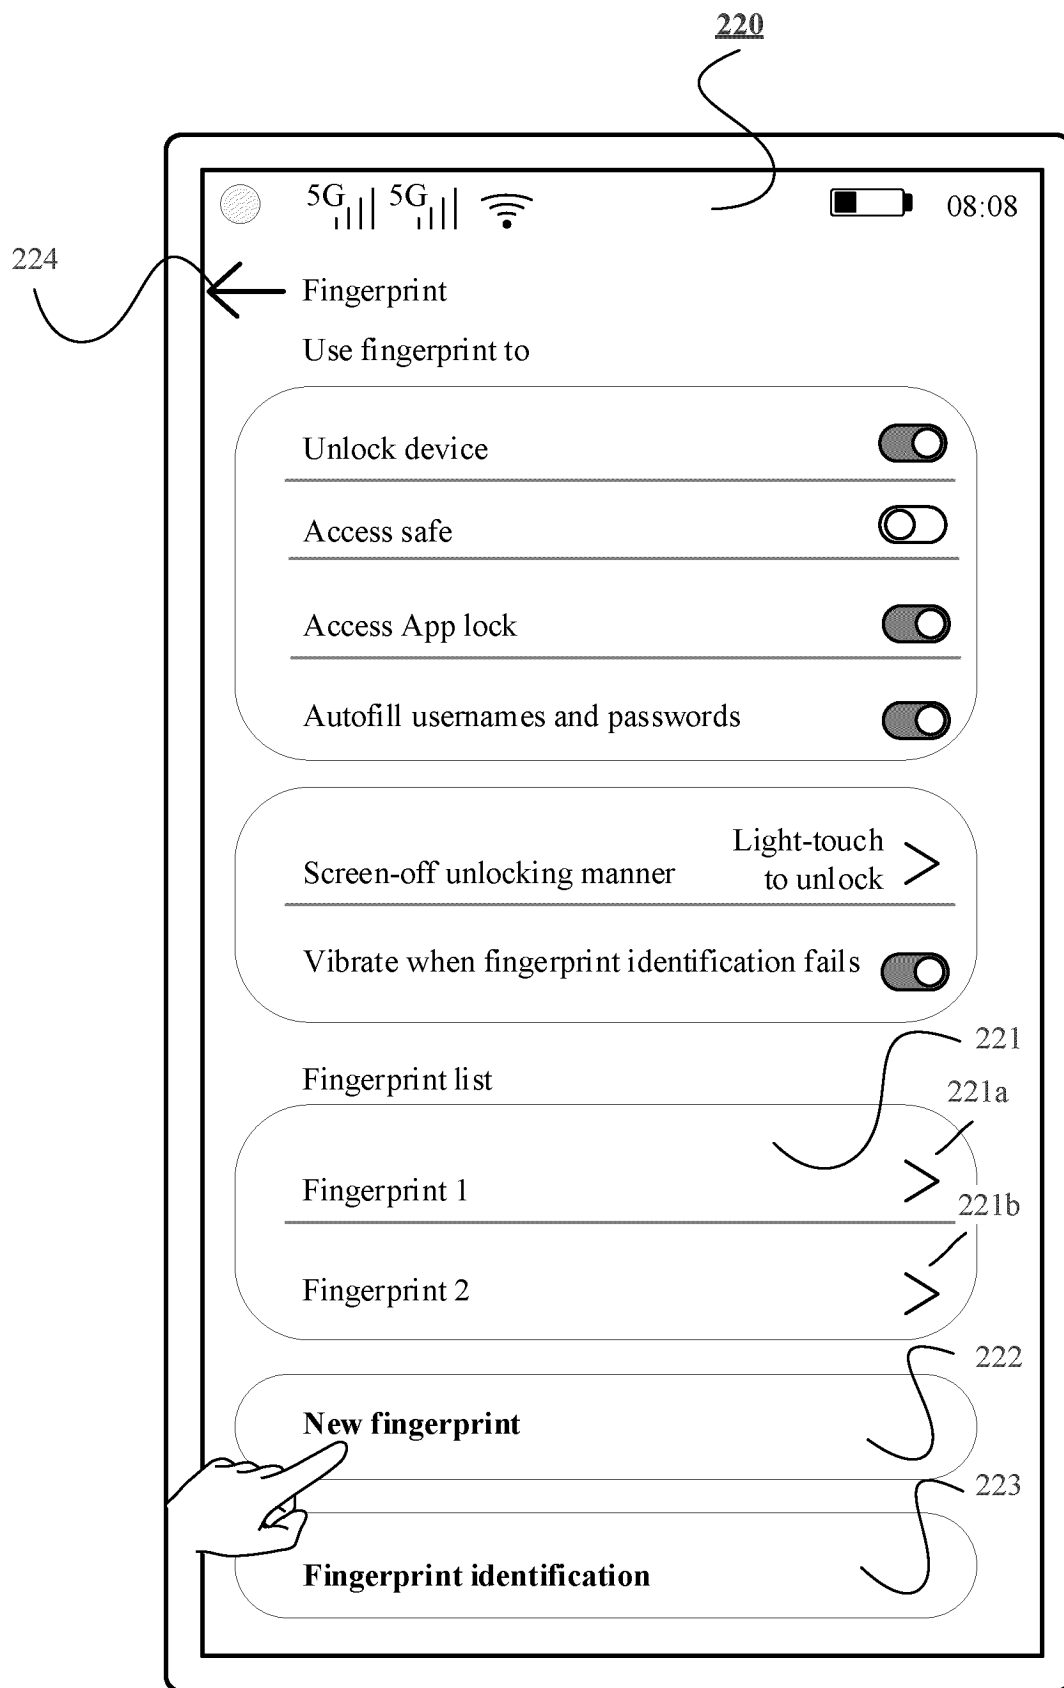 220
5G 5G 08:08
224
Fingerprint
Use fingerprint to
Unlock device
Access safe
Access App lock
Autofill usernames and passwords
Light-touch
Screen-off unlocking manner to unlock
Vibrate when fingerprint identification fails
221
Fingerprint list
221a
Fingerprint 1
221b
Fingerprint 2
222
New fingerprint
223
Fingerprint identification